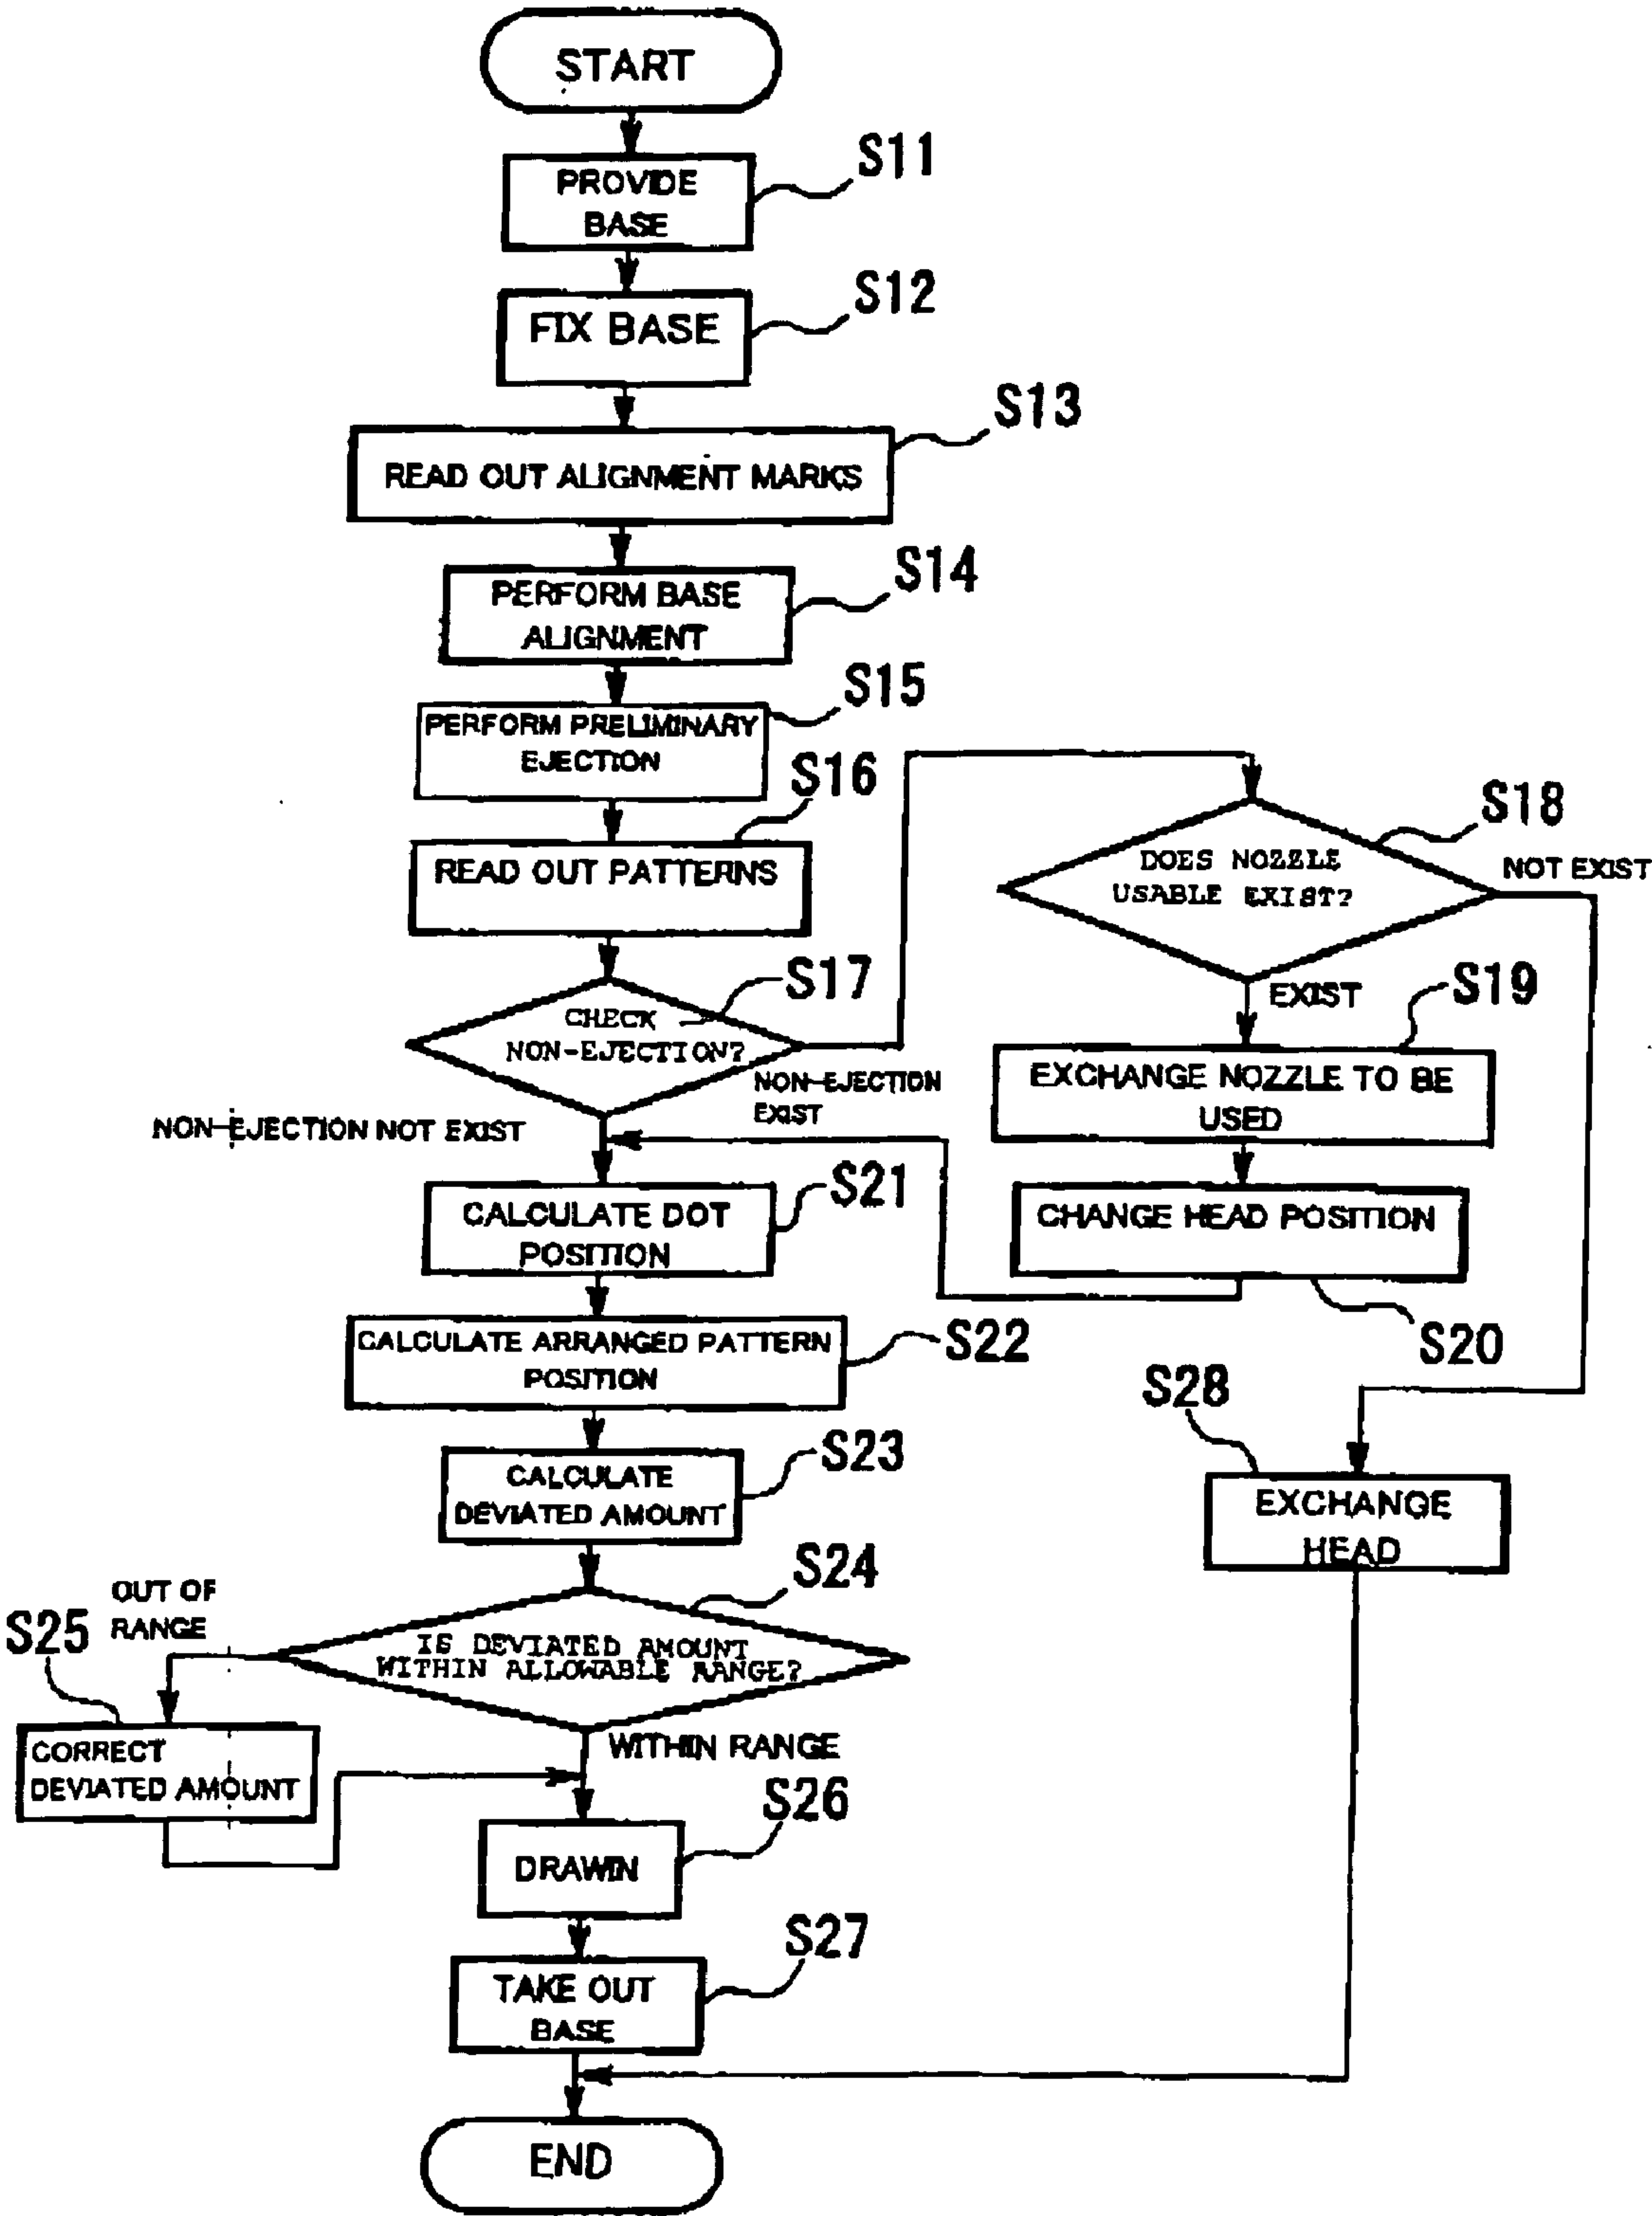 START
S11
PROVIDE
BASE
S12
FIX BASE
S13
READ OUT ALIGNMENT MARKS
S14
PERFORM BASE
ALIGNMENT
S15
PERFORM PRELIMINARY
EJECTION
S16
READ OUT PATTERNS
S17
CHECK
NON-EJECTION?
NON-EJECTION
EXIST
NON-EJECTION NOT EXIST
S18
DOES NOZZLE
USABLE EXIST?
NOT EXIST
EXIST
S19
EXCHANGE NOZZLE TO BE
USED
CHANGE HEAD POSITION
S20
S21
CALCULATE DOT
POSITION
S22
CALCULATE ARRANGED PATTERN
POSITION
S23
CALCULATE
DEVIATED AMOUNT
S28
EXCHANGE
HEAD
S24
IS DEVIATED AMOUNT
WITHIN ALLOWABLE RANGE?
OUT OF
RANGE
S25
CORRECT
DEVIATED AMOUNT
WITHIN RANGE
S26
DRAWIN
S27
TAKE OUT
BASE
END